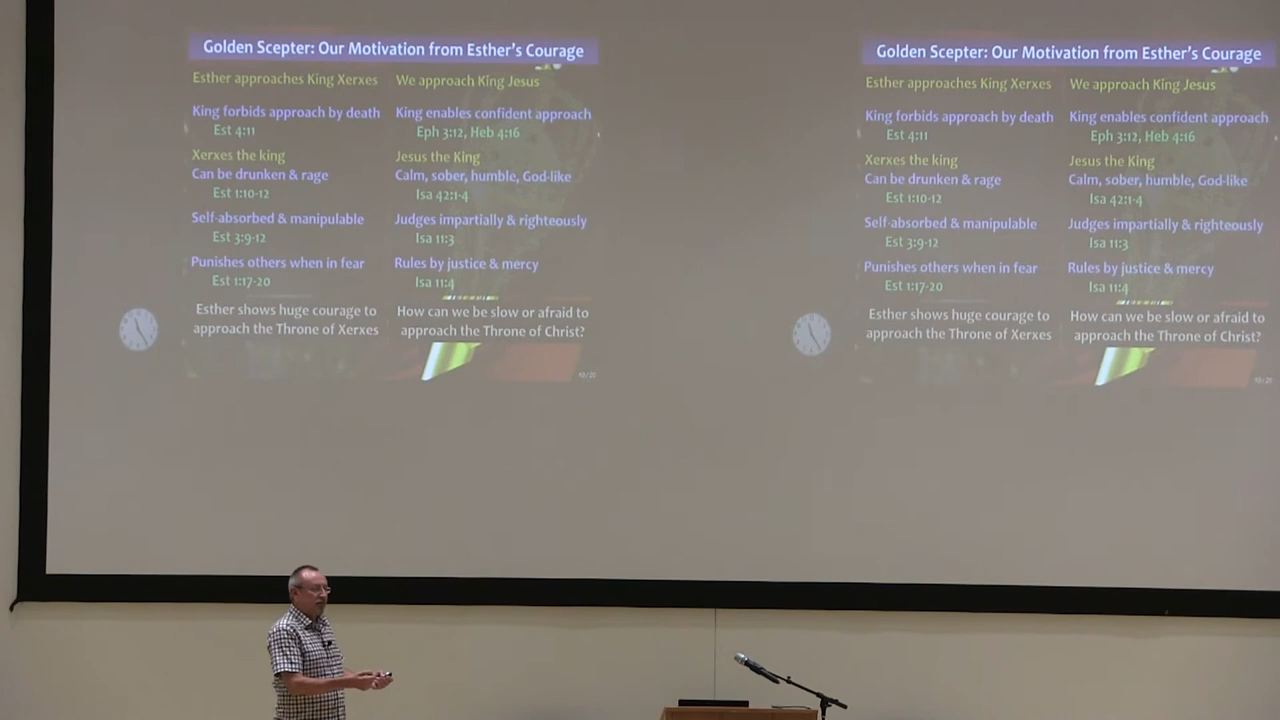 Golden Scepter: Our Motivation from Esther's Courage
Esther approaches King Xerxes
King forbids approach by death
Est 4:11
Xerxes the king
Can be drunken & rage
Est 1:10-12
Self-absorbed & manipulable
Est 3:9-12
Punishes others when in fear
Est 1:17-20
Esther shows huge courage to
approach the Throne of Xerxes
We approach King Jesus
King enables confident approach
Eph 3:12, Heb 4:16
Jesus the King
Calm, sober, humble, God-like
Isa 42:1-4
Judges impartially & righteously
Isa 11:3
Rules by justice & mercy
Isa 11:4
How can we be slow or afraid to
approach the Throne of Christ?
Golden Scepter: Our Motivation from Esther's Courage
Esther approaches King Xerxes
King forbids approach by death
Est 4:11
Xerxes the king
Can be drunken & rage
Est 1:10-12
Self-absorbed & manipulable
Est 3:9-12
Punishes others when in fear
Est 1:17-20
Esther shows huge courage to
approach the Throne of Xerxes
We approach King Jesus
King enables confident approach
Eph 3:12, Heb 4:16
Jesus the King
Calm, sober, humble, God-like
Isa 42:1-4
Judges impartially & righteously
Isa 11:3
Rules by justice & mercy
Isa 11:4
How can we be slow or afraid to
approach the Throne of Christ?